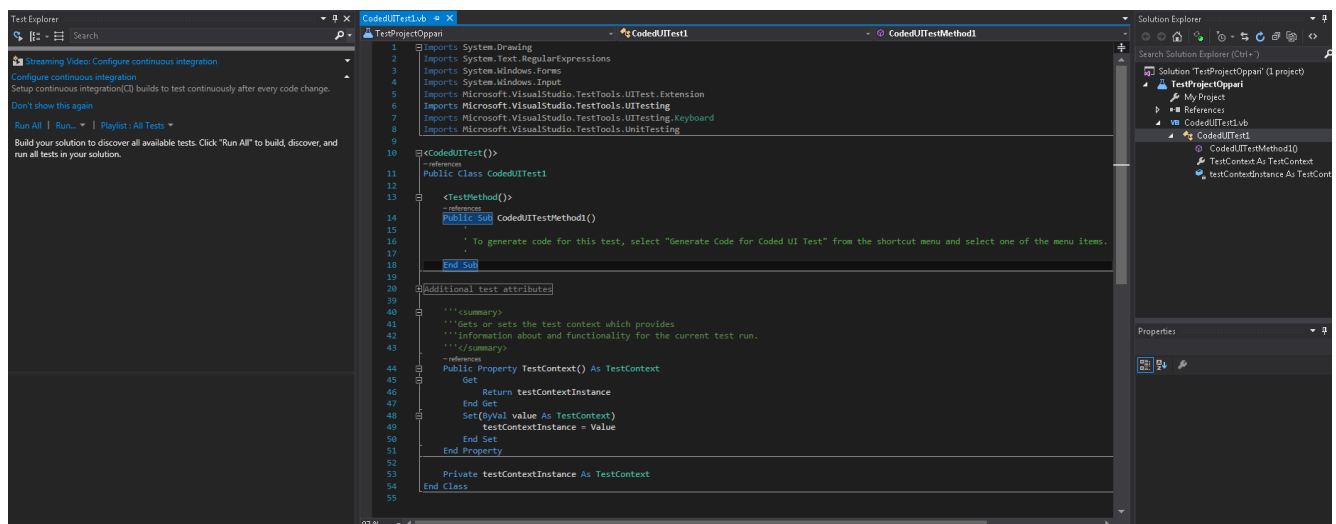 Test Explorer
Search
Streaming Video: Configure continuous integration
Configure continuous integration
Setup continuous integration(CI) builds to test continuously after every code change.
Don't show this again
Run All | Run... | Playlist : All Tests
Build your solution to discover all available tests. Click "Run All" to build, discover, and
run all tests in your solution.
CodedUITest1.vb
TestProjectOppari
CodedUITest1
CodedUITestMethod1
1 Imports System.Drawing
2 Imports System.Text.RegularExpressions
3 Imports System.Windows.Forms
4 Imports System.Windows.Input
5 Imports Microsoft.VisualStudio.TestTools.UITest.Extension
6 Imports Microsoft.VisualStudio.TestTools.UITesting
7 Imports Microsoft.VisualStudio.TestTools.UITesting.Keyboard
8 Imports Microsoft.VisualStudio.TestTools.UnitTesting
9
10 <CodedUITest()>
– references
11 Public Class CodedUITest1
12
13 <TestMethod()>
– references
14 Public Sub CodedUITestMethod1()
15 '
16 ' To generate code for this test, select "Generate Code for Coded UI Test" from the shortcut menu and select one of the menu items.
17 '
18 End Sub
19
20 Additional test attributes
39
40 '''<summary>
41 '''Gets or sets the test context which provides
42 '''information about and functionality for the current test run.
43 '''</summary>
– references
44 Public Property TestContext() As TestContext
45 Get
46 Return testContextInstance
47 End Get
48 Set(ByVal value As TestContext)
49 testContextInstance = Value
50 End Set
51 End Property
52
53 Private testContextInstance As TestContext
54 End Class
55
97 %
Solution Explorer
Search Solution Explorer (Ctrl+¨)
Solution 'TestProjectOppari' (1 project)
TestProjectOppari
My Project
References
VB CodedUITest1.vb
CodedUITest1
CodedUITestMethod1()
TestContext As TestContext
testContextInstance As TestCont
Properties